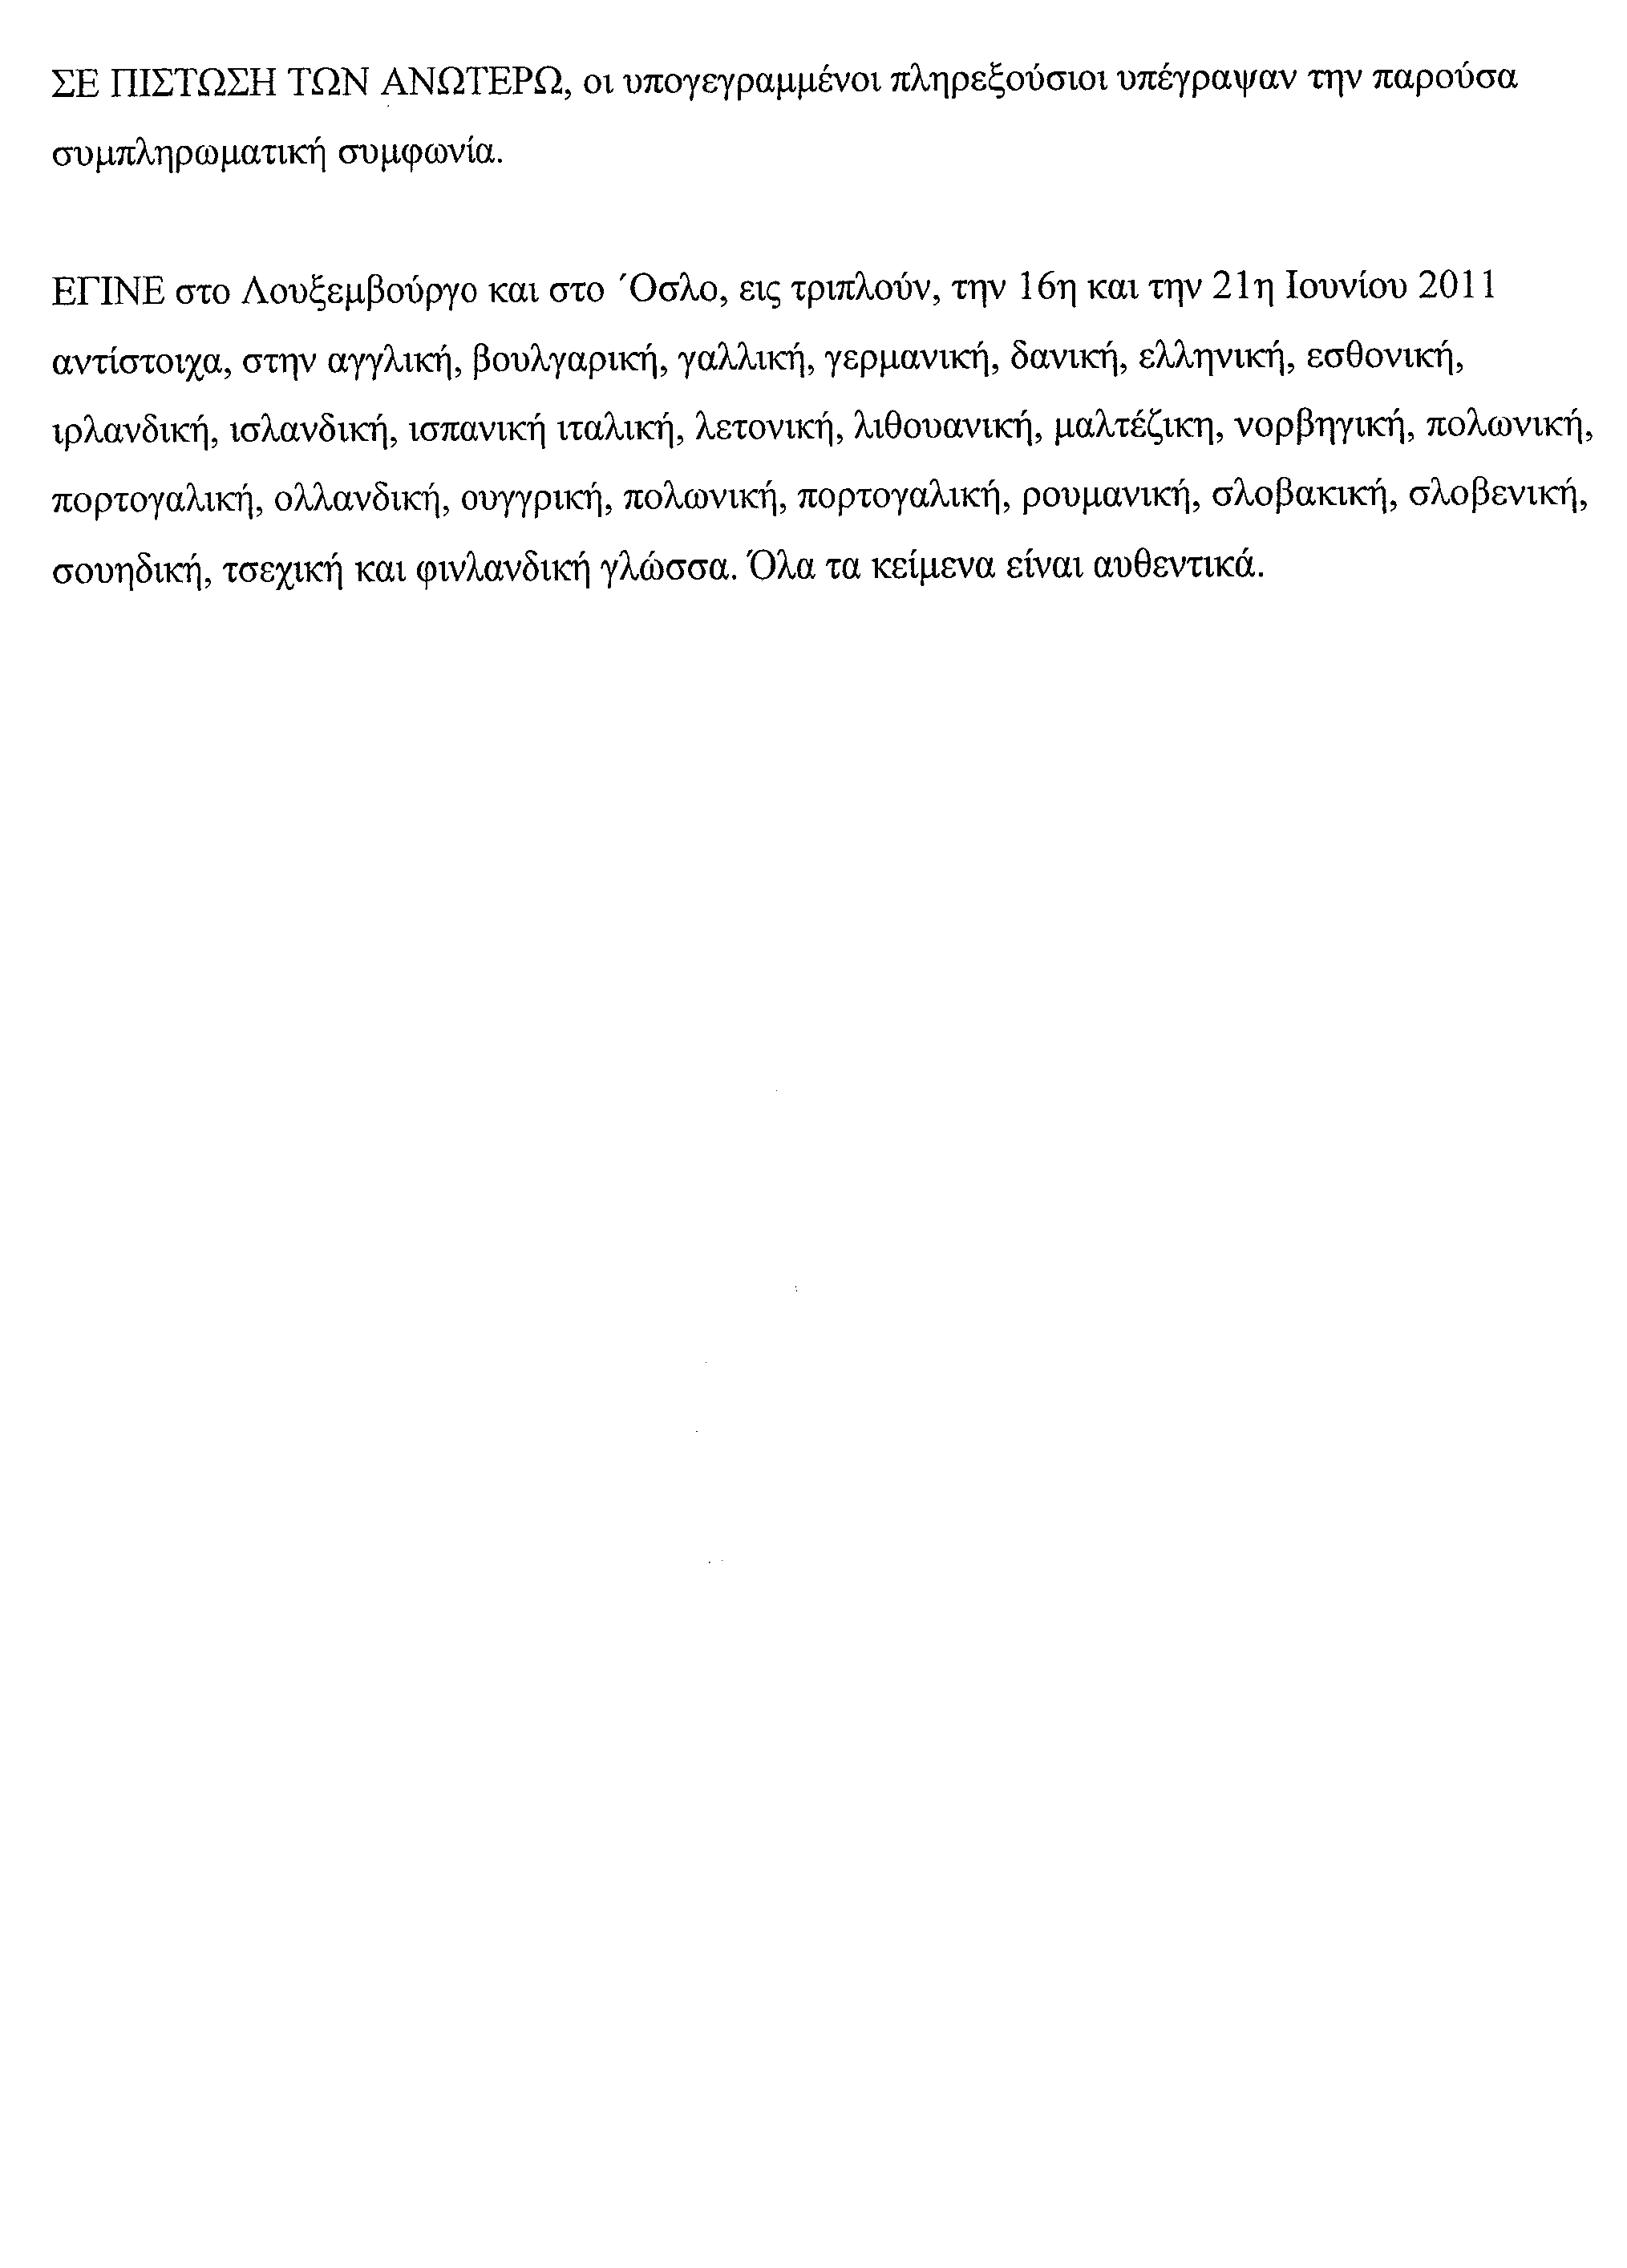 ΣΕ ΠΙΣΤΩΣΗ ΤΩΝ ΑΝΩΤΕΡΩ, οι υπογεγραμμένοι πληρεξούσιοι υπέγραψαν την παρούσα
συμπληρωματική συμφωνία.
ΕΓΙΝΕ στο Λουξεμβούργο και στο Όσλο, εις τριπλούν, την 16η και την 21η Ιουνίου 2011
αντίστοιχα, στην αγγλική, βουλγαρική, γαλλική, γερμανική, δανική, ελληνική, εσθονική,
ιρλανδική, ισλανδική, ισπανική ιταλική, λετονική, λιθουανική, μαλτέζικη, νορβηγική, πολωνική,
πορτογαλική, ολλανδική, ουγγρική, πολωνική, πορτογαλική, ρουμανική, σλοβακική, σλοβενική,
σουηδική, τσεχική και φινλανδική γλώσσα. Όλα τα κείμενα είναι αυθεντικά.